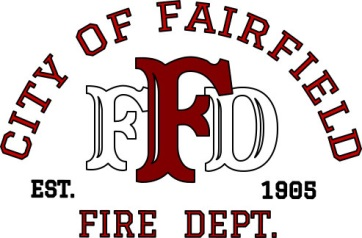 CITY OF FAIRFIELD
FFD
EST. 1905
FIRE DEPT.